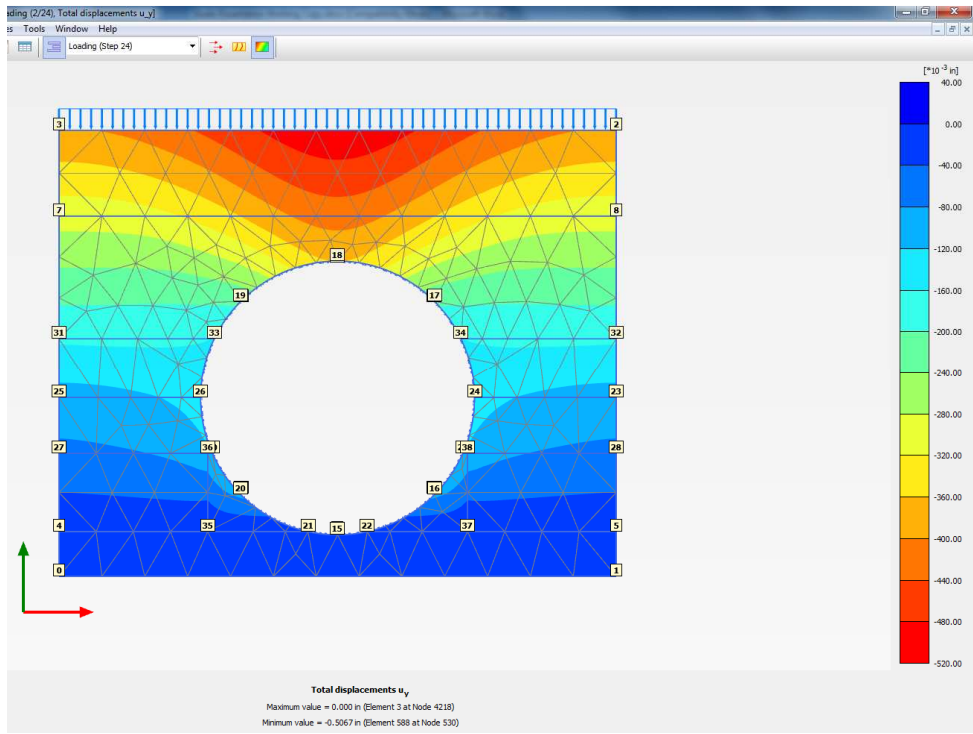 ading (2/24), Total displacements u_y]
es Tools Window Help
Loading (Step 24)
[*10 -3 in]
40.00
0.00
-40.00
-80.00
-120.00
-160.00
-200.00
-240.00
-280.00
-320.00
-360.00
-400.00
-440.00
-480.00
-520.00
3 2
7 8
18
19 17
31 33 34 32
25 26 24 23
27 36 38 28
20 16
4 35 21 15 22 37 5
0 1
Total displacements uy
Maximum value = 0.000 in (Element 3 at Node 4218)
Minimum value = -0.5067 in (Element 588 at Node 530)